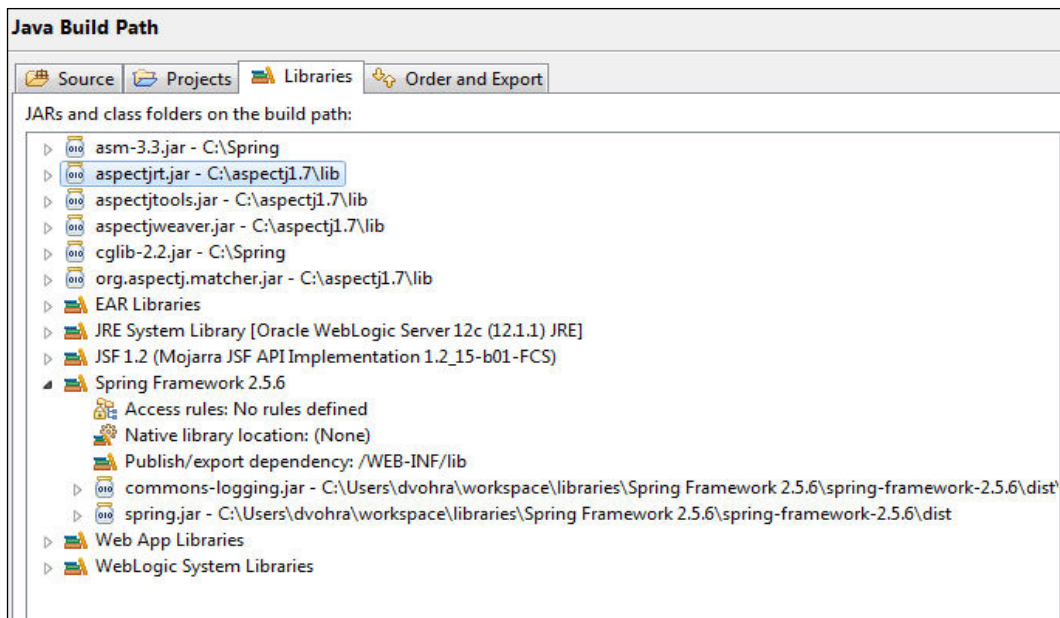 Java Build Path
Source Projects Libraries Order and Export
JARs and class folders on the build path:
asm-3.3.jar - C:\Spring
aspectjrt.jar - C:\aspectj1.7\lib
aspectjtools.jar - C:\aspectj1.7\lib
aspectjweaver.jar - C:\aspectj1.7\lib
cglib-2.2.jar - C:\Spring
org.aspectj.matcher.jar - C:\aspectj1.7\lib
EAR Libraries
JRE System Library [Oracle WebLogic Server 12c (12.1.1) JRE]
JSF 1.2 (Mojarra JSF API Implementation 1.2_15-b01-FCS)
Spring Framework 2.5.6
Access rules: No rules defined
Native library location: (None)
Publish/export dependency: /WEB-INF/lib
commons-logging.jar - C:\Users\dvohra\workspace\libraries\Spring Framework 2.5.6\spring-framework-2.5.6\dist\
spring.jar - C:\Users\dvohra\workspace\libraries\Spring Framework 2.5.6\spring-framework-2.5.6\dist
Web App Libraries
WebLogic System Libraries